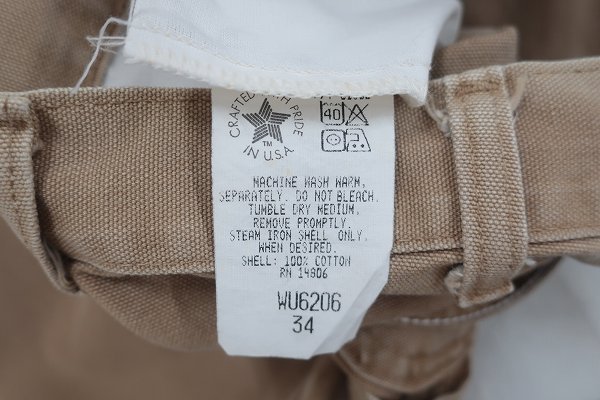 CRAFTED WITH PRIDE
TM
IN U.S.A
40
MACHINE WASH WARM,
SEPARATELY. DO NOT BLEACH.
TUMBLE DRY MEDIUM,
REMOVE PROMPTLY.
STEAM IRON SHELL ONLY,
WHEN DESIRED.
SHELL: 100% COTTON
RN 14806
WU6206
34